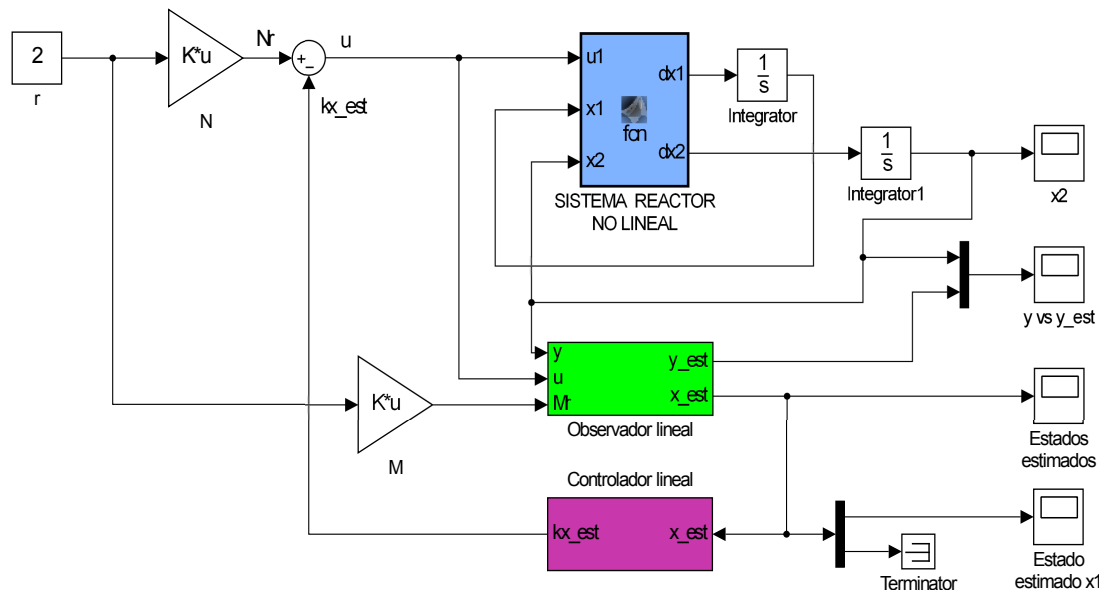 2
r
K*u
N
Nr
+
-
u
kx_est
u1
x1
x2
fcn
dx1
dx2
SISTEMA REACTOR
NO LINEAL
1
s
Integrator
1
s
Integrator1
x2
y vs y_est
K*u
M
y
u
Mr
y_est
x_est
Observador lineal
Estados
estimados
Controlador lineal
kx_est
x_est
Terminator
Estado
estimado x1